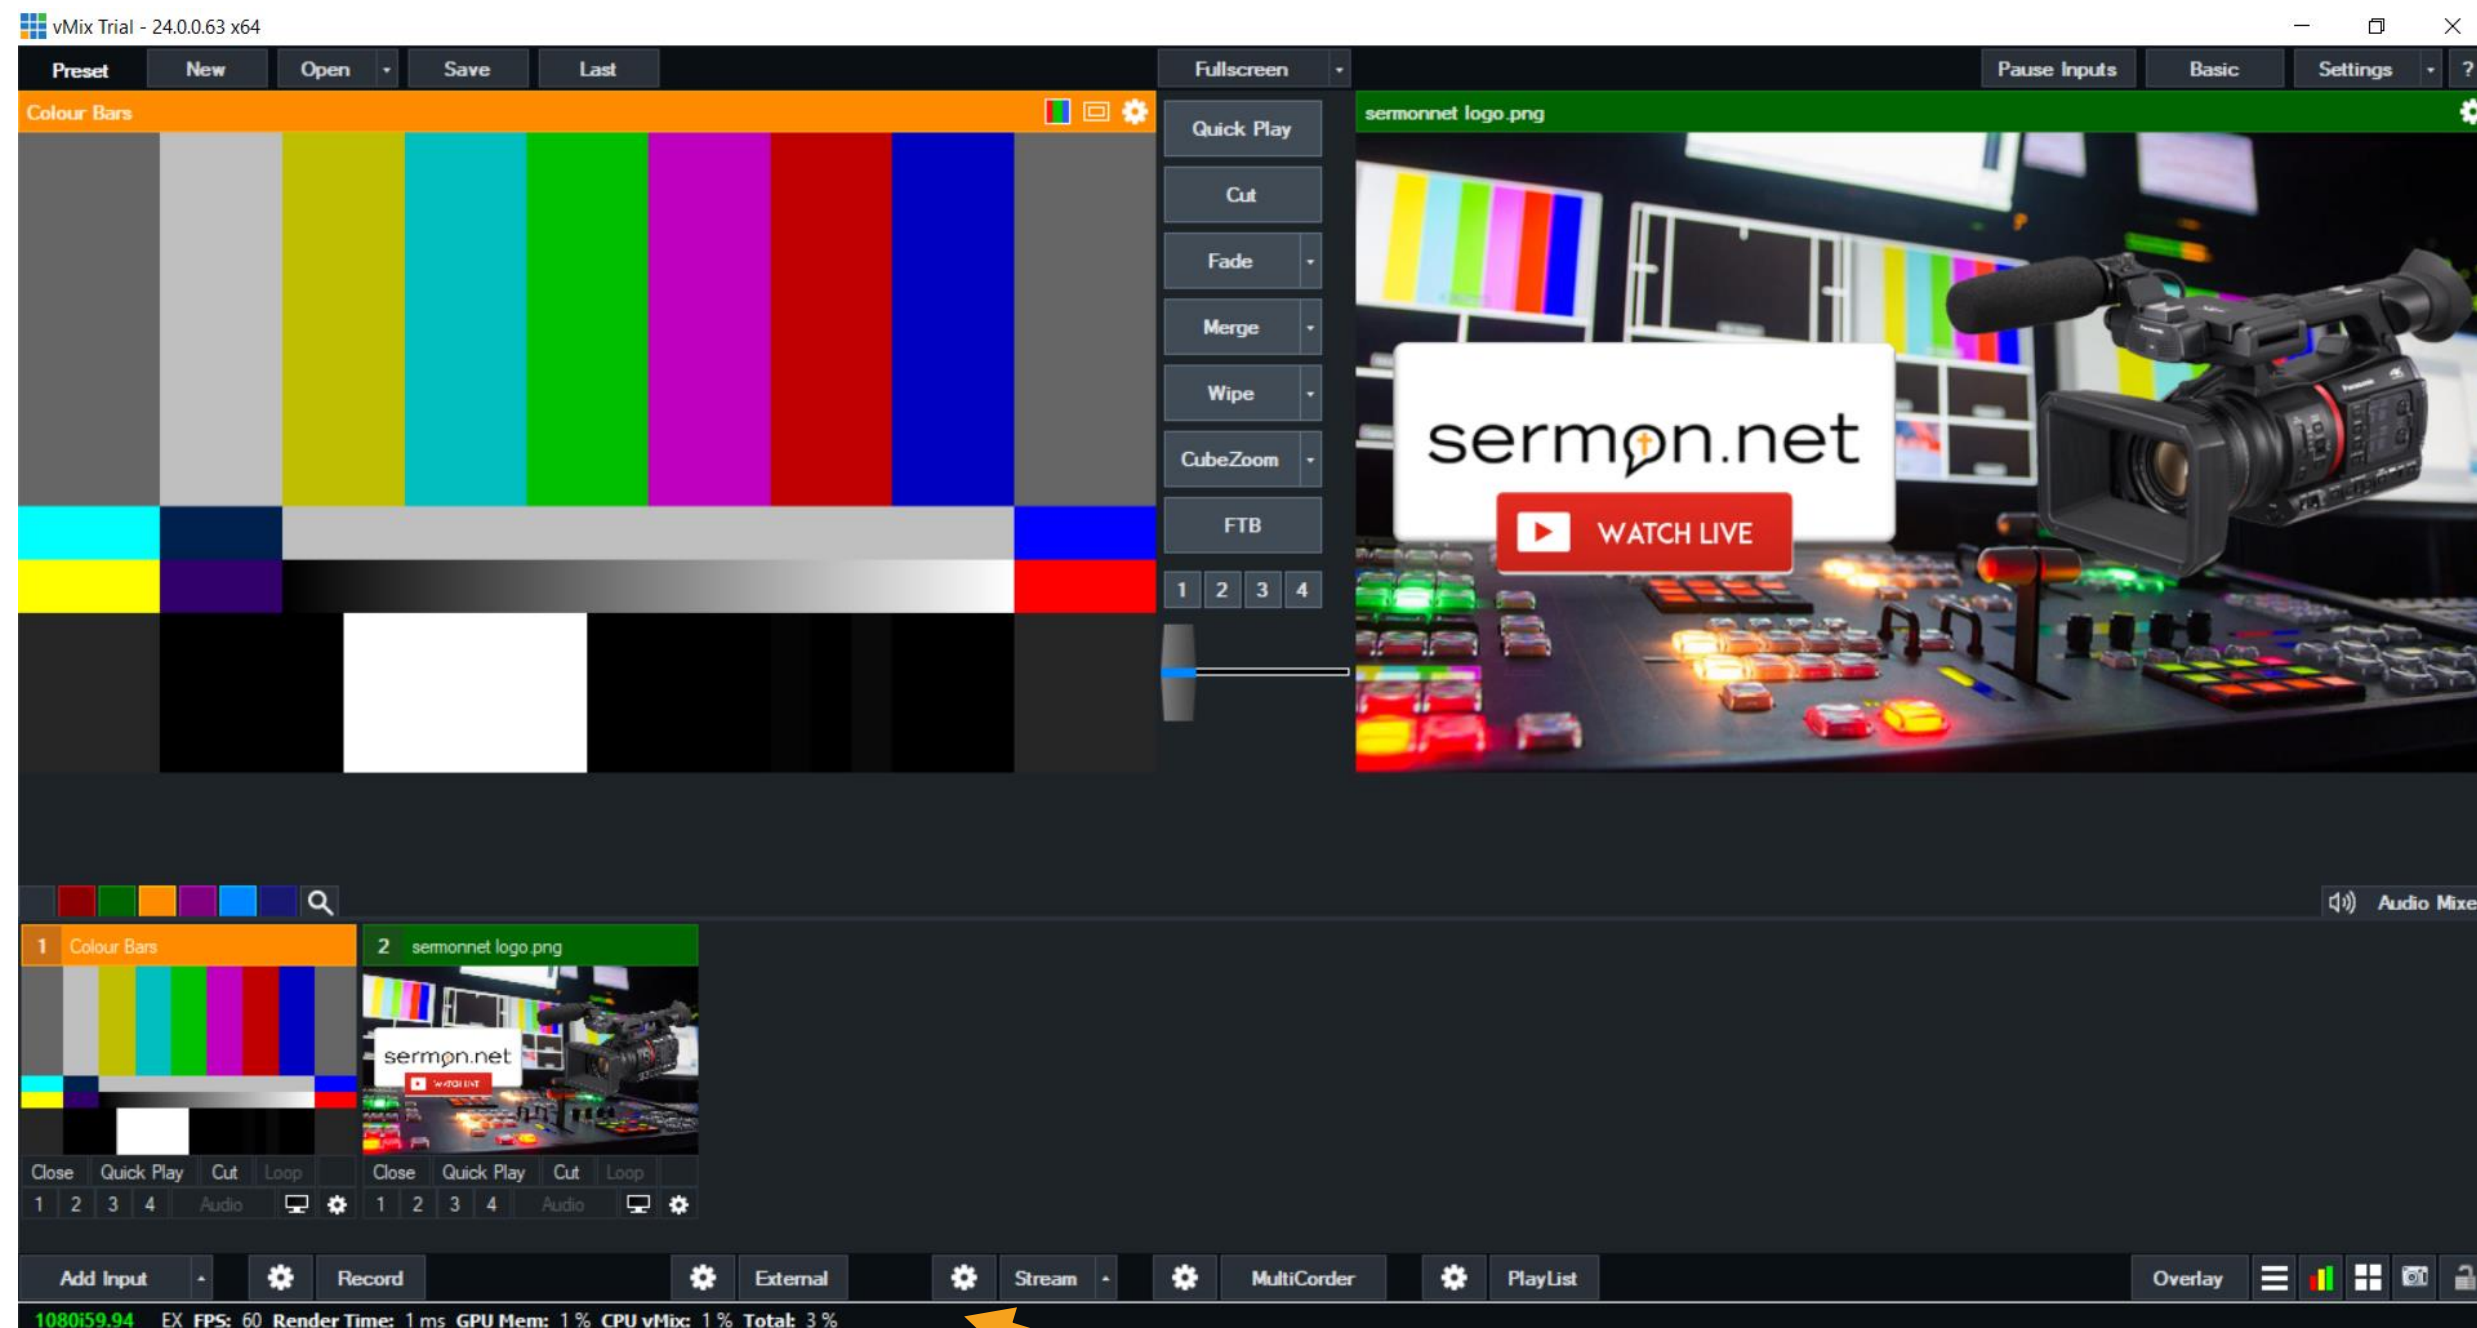 vMix Trial - 24.0.0.63 x64
Preset New Open Save Last Fullscreen Pause Inputs Basic Settings ?
Colour Bars
sermonnet logo.png
Quick Play
Cut
Fade
Merge
Wipe
CubeZoom
FTB
1 2 3 4
sermon.net
WATCH LIVE
Audio Mixe
1 Colour Bars
2 sermonnet logo.png
sermon.net
WATCH LIVE
Close Quick Play Cut Loop
Close Quick Play Cut Loop
1 2 3 4 Audio
1 2 3 4 Audio
Add Input Record External Stream MultiCorder PlayList Overlay
1080i59.94 EX FPS: 60 Render Time: 1 ms GPU Mem: 1 % CPU vMix: 1 % Total: 3 %